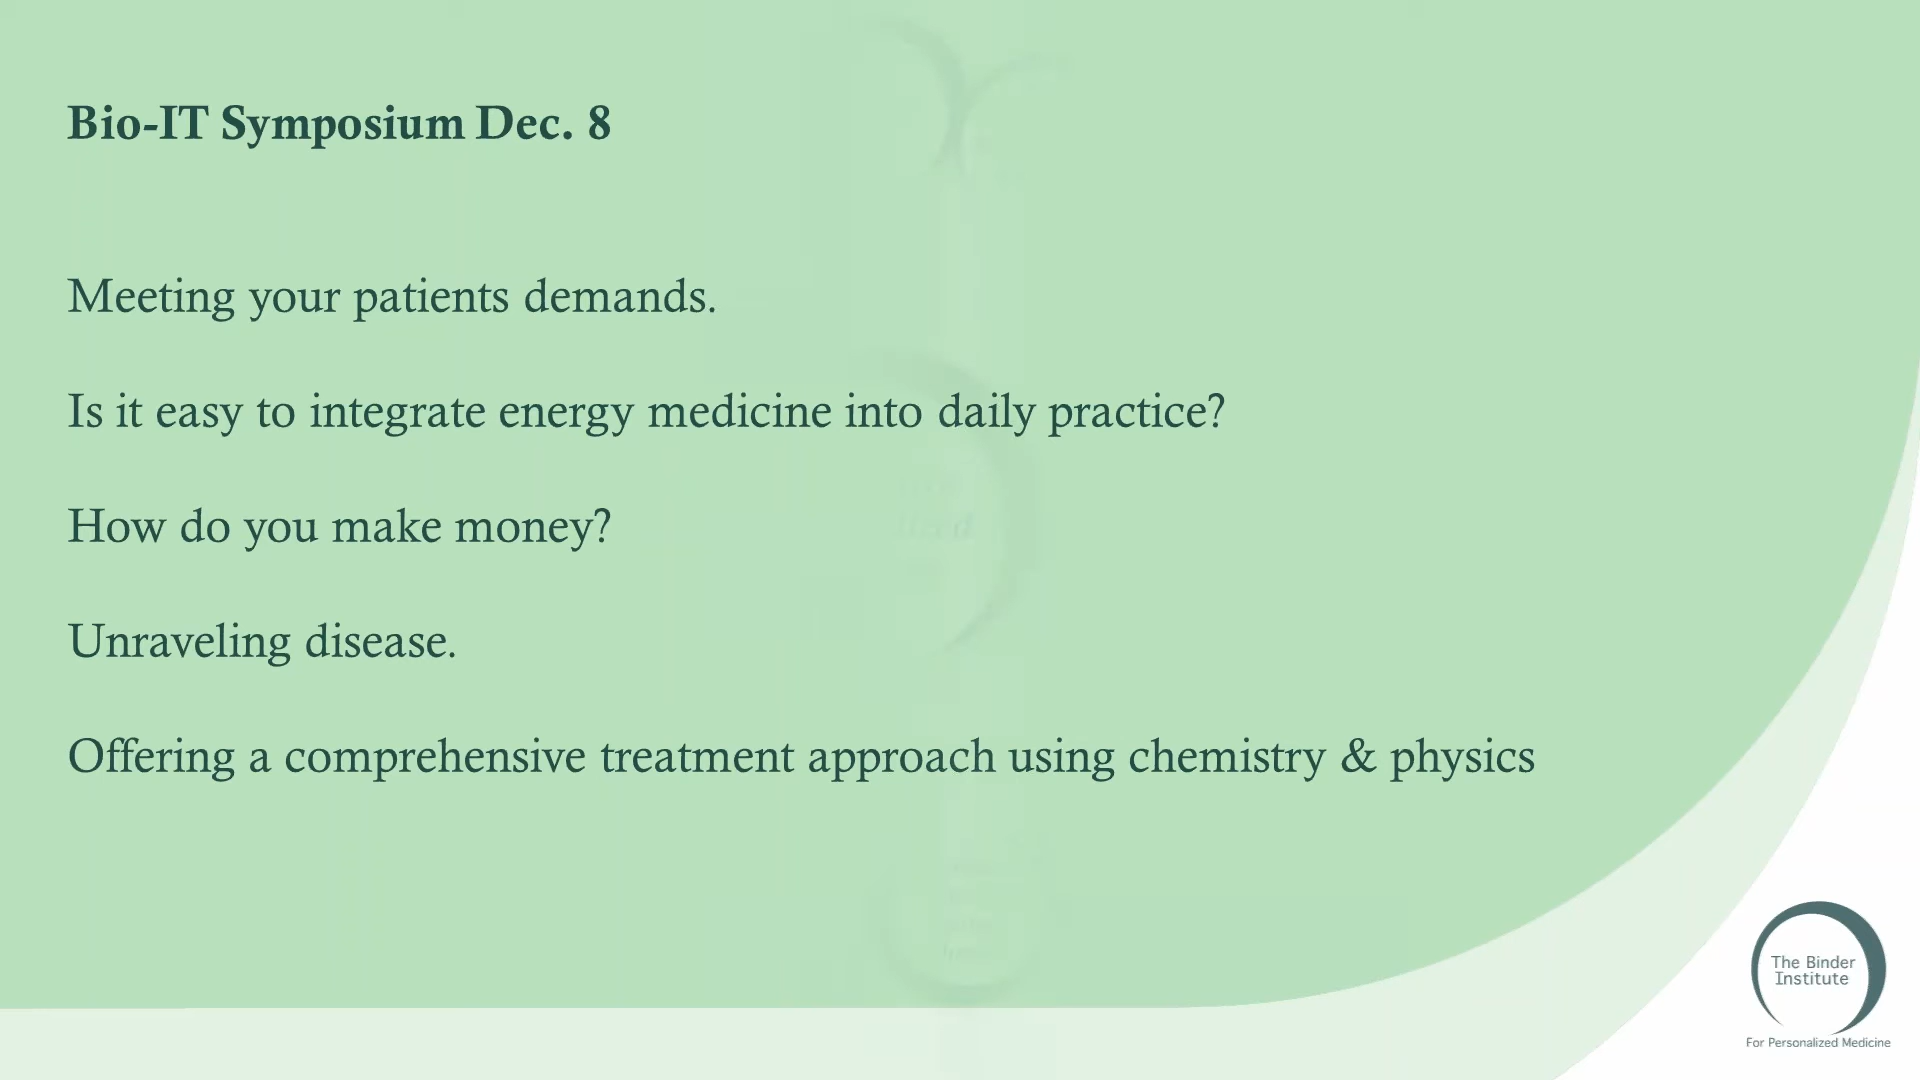 Bio-IT Symposium Dec. 8
Meeting your patients demands.
Is it easy to integrate energy medicine into daily practice?
How do you make money?
Unraveling disease.
Offering a comprehensive treatment approach using chemistry & physics
The Binder
Institute
For Personalized Medicine